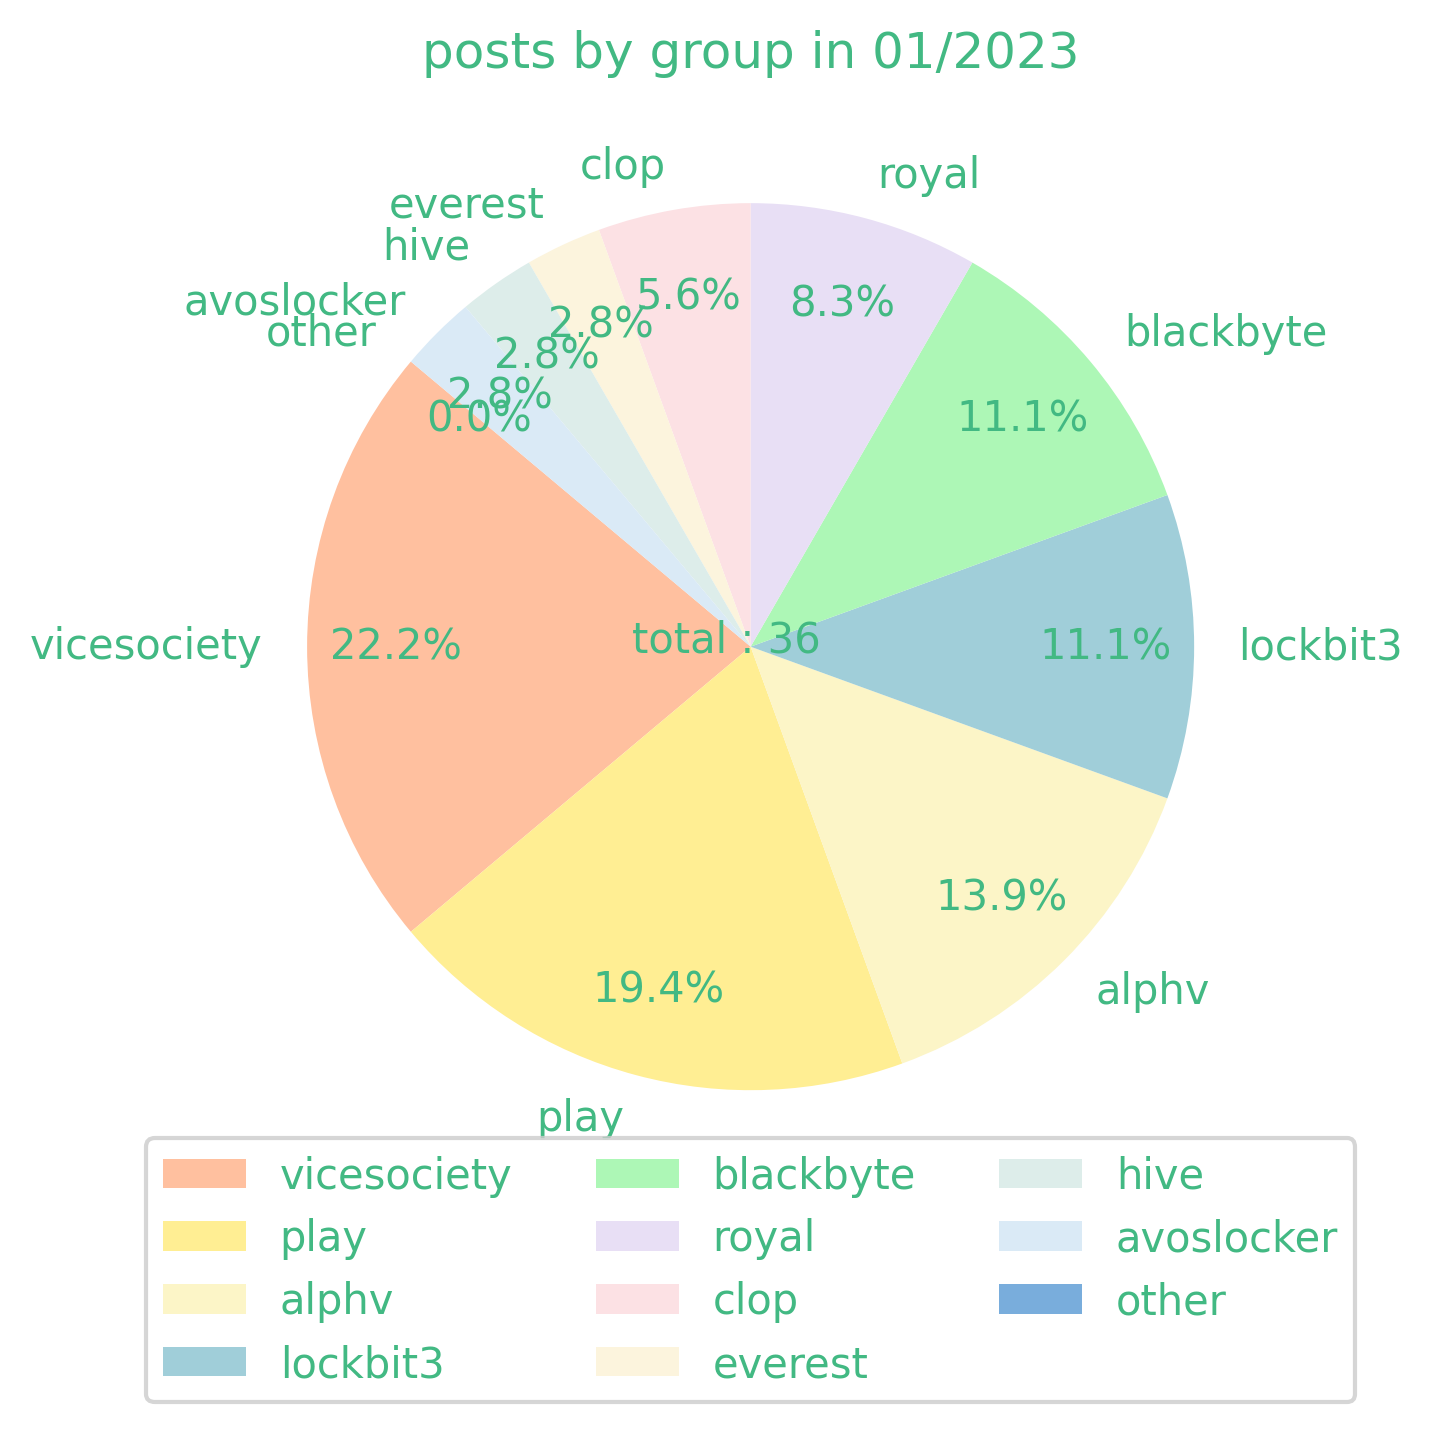 posts by group in 01/2023
clop
royal
everest
hive
avoslocker
other
blackbyte
5.6%
8.3%
2.8%
2.8%
2.8%
0.0%
11.1%
vicesociety
22.2%
total : 36
11.1%
lockbit3
13.9%
19.4%
alphv
play
vicesociety
play
alphv
lockbit3
blackbyte
royal
clop
everest
hive
avoslocker
other